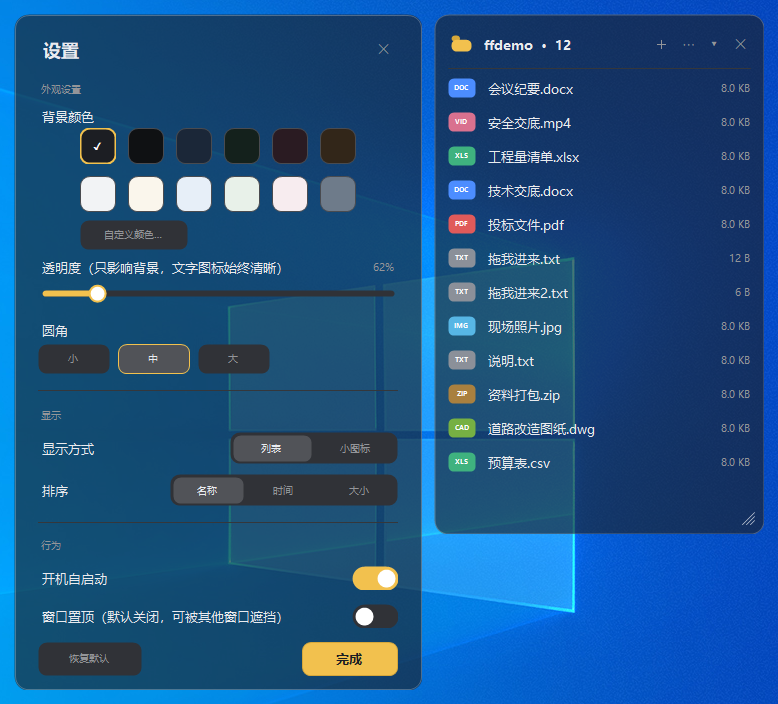 设置
外观设置
背景颜色
自定义颜色...
透明度（只影响背景，文字图标始终清晰） 62%
圆角
小 中 大
显示
显示方式 列表 小图标
排序 名称 时间 大小
行为
开机自启动
窗口置顶（默认关闭，可被其他窗口遮挡）
恢复默认 完成
ffdemo • 12
DOC 会议纪要.docx 8.0 KB
VID 安全交底.mp4 8.0 KB
XLS 工程量清单.xlsx 8.0 KB
DOC 技术交底.docx 8.0 KB
PDF 投标文件.pdf 8.0 KB
TXT 拖我进来.txt 12 B
TXT 拖我进来2.txt 6 B
IMG 现场照片.jpg 8.0 KB
TXT 说明.txt 8.0 KB
ZIP 资料打包.zip 8.0 KB
CAD 道路改造图纸.dwg 8.0 KB
XLS 预算表.csv 8.0 KB